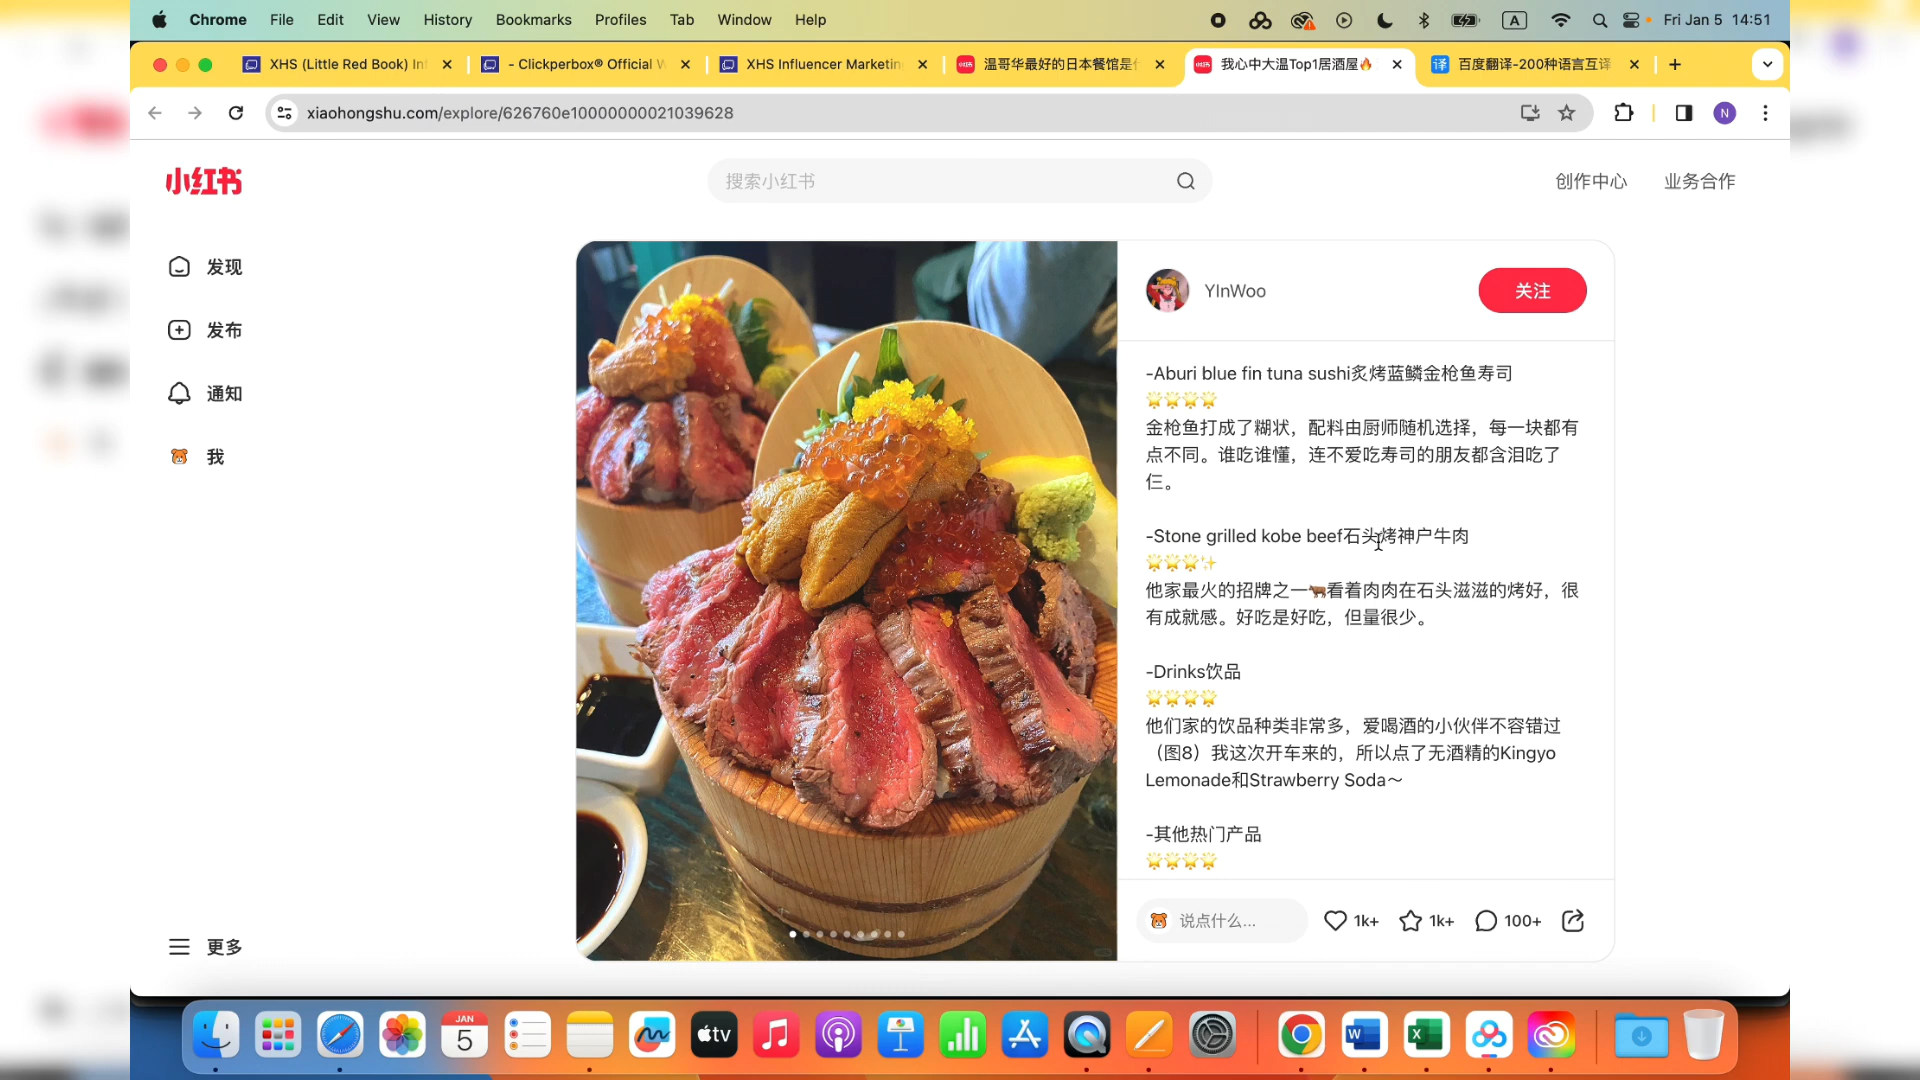 Chrome File Edit View History Bookmarks Profiles Tab Window Help
A
Fri Jan 5 14:51
XHS (Little Red Book) In
- Clickperbox® Official W
XHS Influencer Marketin
温哥华最好的日本餐馆是什
我心中大温Top1居酒屋🔥
译 百度翻译-200种语言互译
xiaohongshu.com/explore/626760e10000000021039628
N
小红书
搜索小红书
创作中心 业务合作
发现
发布
通知
我
更多
YInWoo
关注
-Aburi blue fin tuna sushi炙烤蓝鳞金枪鱼寿司
🌟🌟🌟🌟
金枪鱼打成了糊状，配料由厨师随机选择，每一块都有
点不同。谁吃谁懂，连不爱吃寿司的朋友都含泪吃了
仨。
-Stone grilled kobe beef石头烤神户牛肉
🌟🌟🌟✨
他家最火的招牌之一🐂看着肉肉在石头滋滋的烤好，很
有成就感。好吃是好吃，但量很少。
-Drinks饮品
🌟🌟🌟🌟
他们家的饮品种类非常多，爱喝酒的小伙伴不容错过
（图8）我这次开车来的，所以点了无酒精的Kingyo
Lemonade和Strawberry Soda～
-其他热门产品
🌟🌟🌟🌟
说点什么...
1k+ 1k+ 100+
JAN
5
tv
W
X